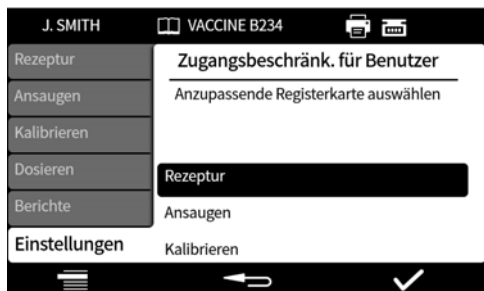 J. SMITH
VACCINE B234
Rezeptur
Ansaugen
Kalibrieren
Dosieren
Berichte
Einstellungen
Zugangsbeschränk. für Benutzer
Anzupassende Registerkarte auswählen
Rezeptur
Ansaugen
Kalibrieren